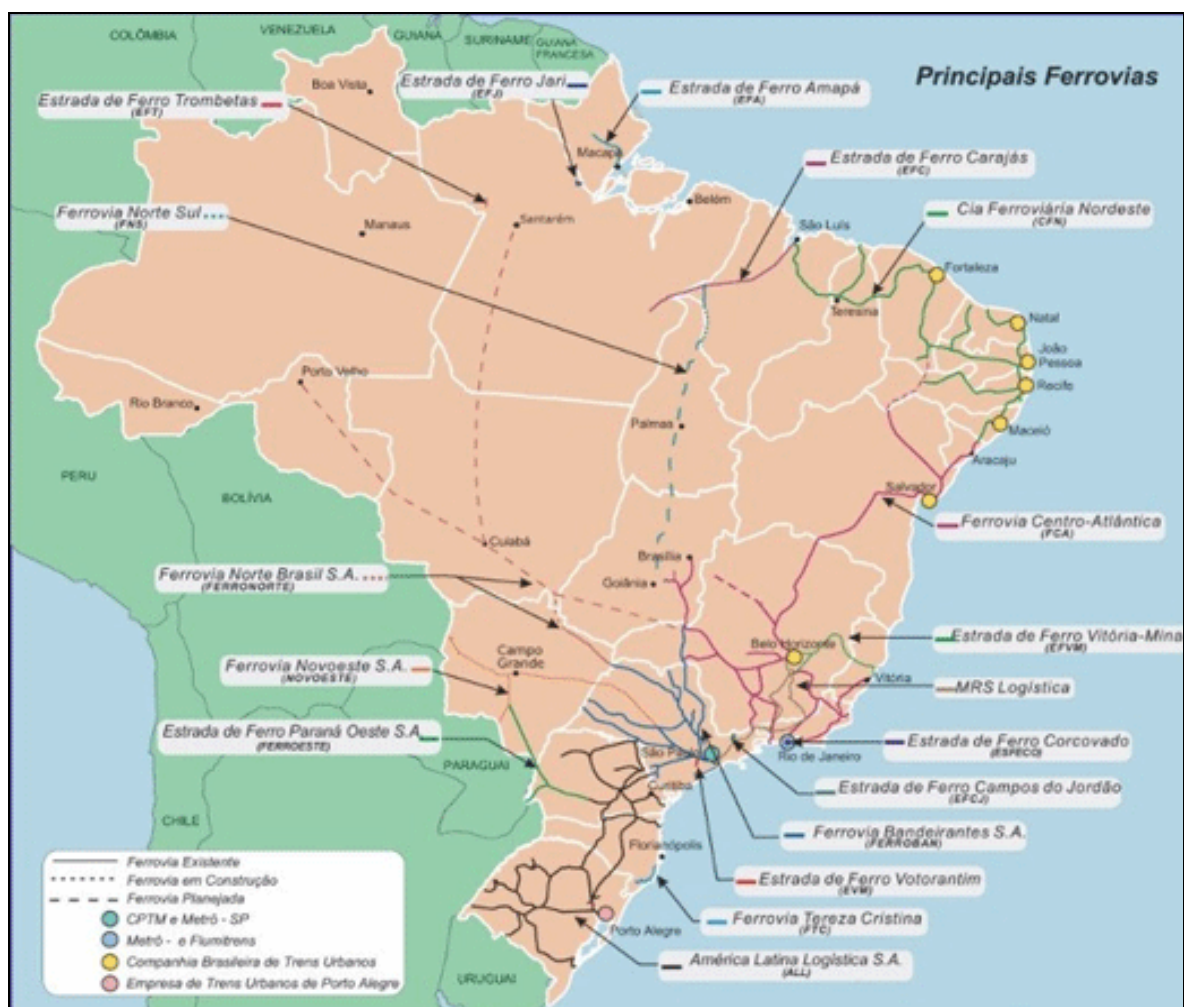 Principais Ferrovias
COLÔMBIA
VENEZUELA
GUIANA
SURINAME
GUIANA
FRANCESA
Boa Vista
Estrada de Ferro Jari
(EFJ)
Estrada de Ferro Amapá
(EFA)
Estrada de Ferro Trombetas
(EFT)
Macapá
Estrada de Ferro Carajás
(EFC)
Belém
Ferrovia Norte Sul
(FNS)
Santarém
Manaus
São Luís
Cia Ferroviária Nordeste
(CFN)
Fortaleza
Teresina
Natal
João
Pessoa
Porto Velho
Recife
Rio Branco
Palmas
Maceió
Aracaju
PERU
BOLÍVIA
Salvador
Ferrovia Centro-Atlântica
(FCA)
Cuiabá
Brasília
Goiânia
Ferrovia Norte Brasil S.A.
(FERRONORTE)
Belo Horizonte
Estrada de Ferro Vitória-Mina
(EFVM)
Campo
Grande
Ferrovia Novoeste S.A.
(NOVOESTE)
Vitória
MRS Logística
Estrada de Ferro Paraná Oeste S.A
(FERROESTE)
PARAGUAI
São Paulo
Rio de Janeiro
Estrada de Ferro Corcovado
(ESFECO)
Curitiba
Estrada de Ferro Campos do Jordão
(EFCJ)
CHILE
Ferrovia Bandeirantes S.A.
(FERROBAN)
Florianópolis
Estrada de Ferro Votorantim
(EVM)
Ferrovia Tereza Cristina
(FTC)
Porto Alegre
América Latina Logística S.A.
(ALL)
URUGUAI
Ferrovia Existente
Ferrovia em Construção
Ferrovia Planejada
CPTM e Metrô - SP
Metrô - e Flumitrens
Companhia Brasileira de Trens Urbanos
Empresa de Trens Urbanos de Porto Alegre